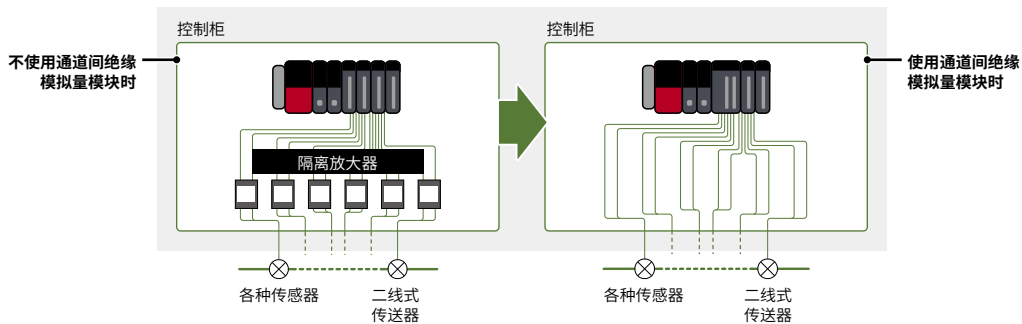 控制柜
控制柜
不使用通道间绝缘
模拟量模块时
使用通道间绝缘
模拟量模块时
隔离放大器
各种传感器
二线式
传送器
各种传感器
二线式
传送器